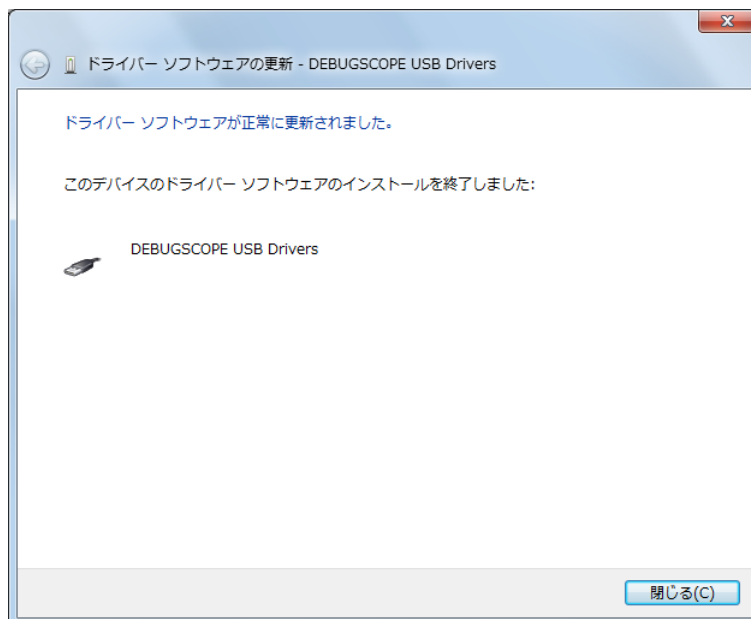 ドライバー ソフトウェアの更新 - DEBUGSCOPE USB Drivers
ドライバー ソフトウェアが正常に更新されました。
このデバイスのドライバー ソフトウェアのインストールを終了しました:
DEBUGSCOPE USB Drivers
閉じる(C)